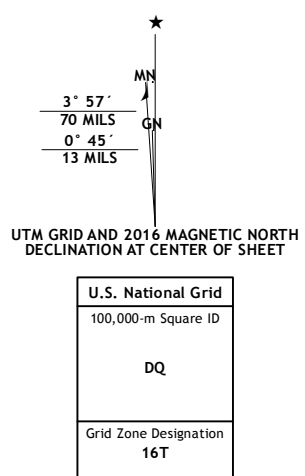 ★
MN
3° 57´
70 MILS
GN
0° 45´
13 MILS
UTM GRID AND 2016 MAGNETIC NORTH
DECLINATION AT CENTER OF SHEET
U.S. National Grid
100,000-m Square ID
DQ
Grid Zone Designation
16T